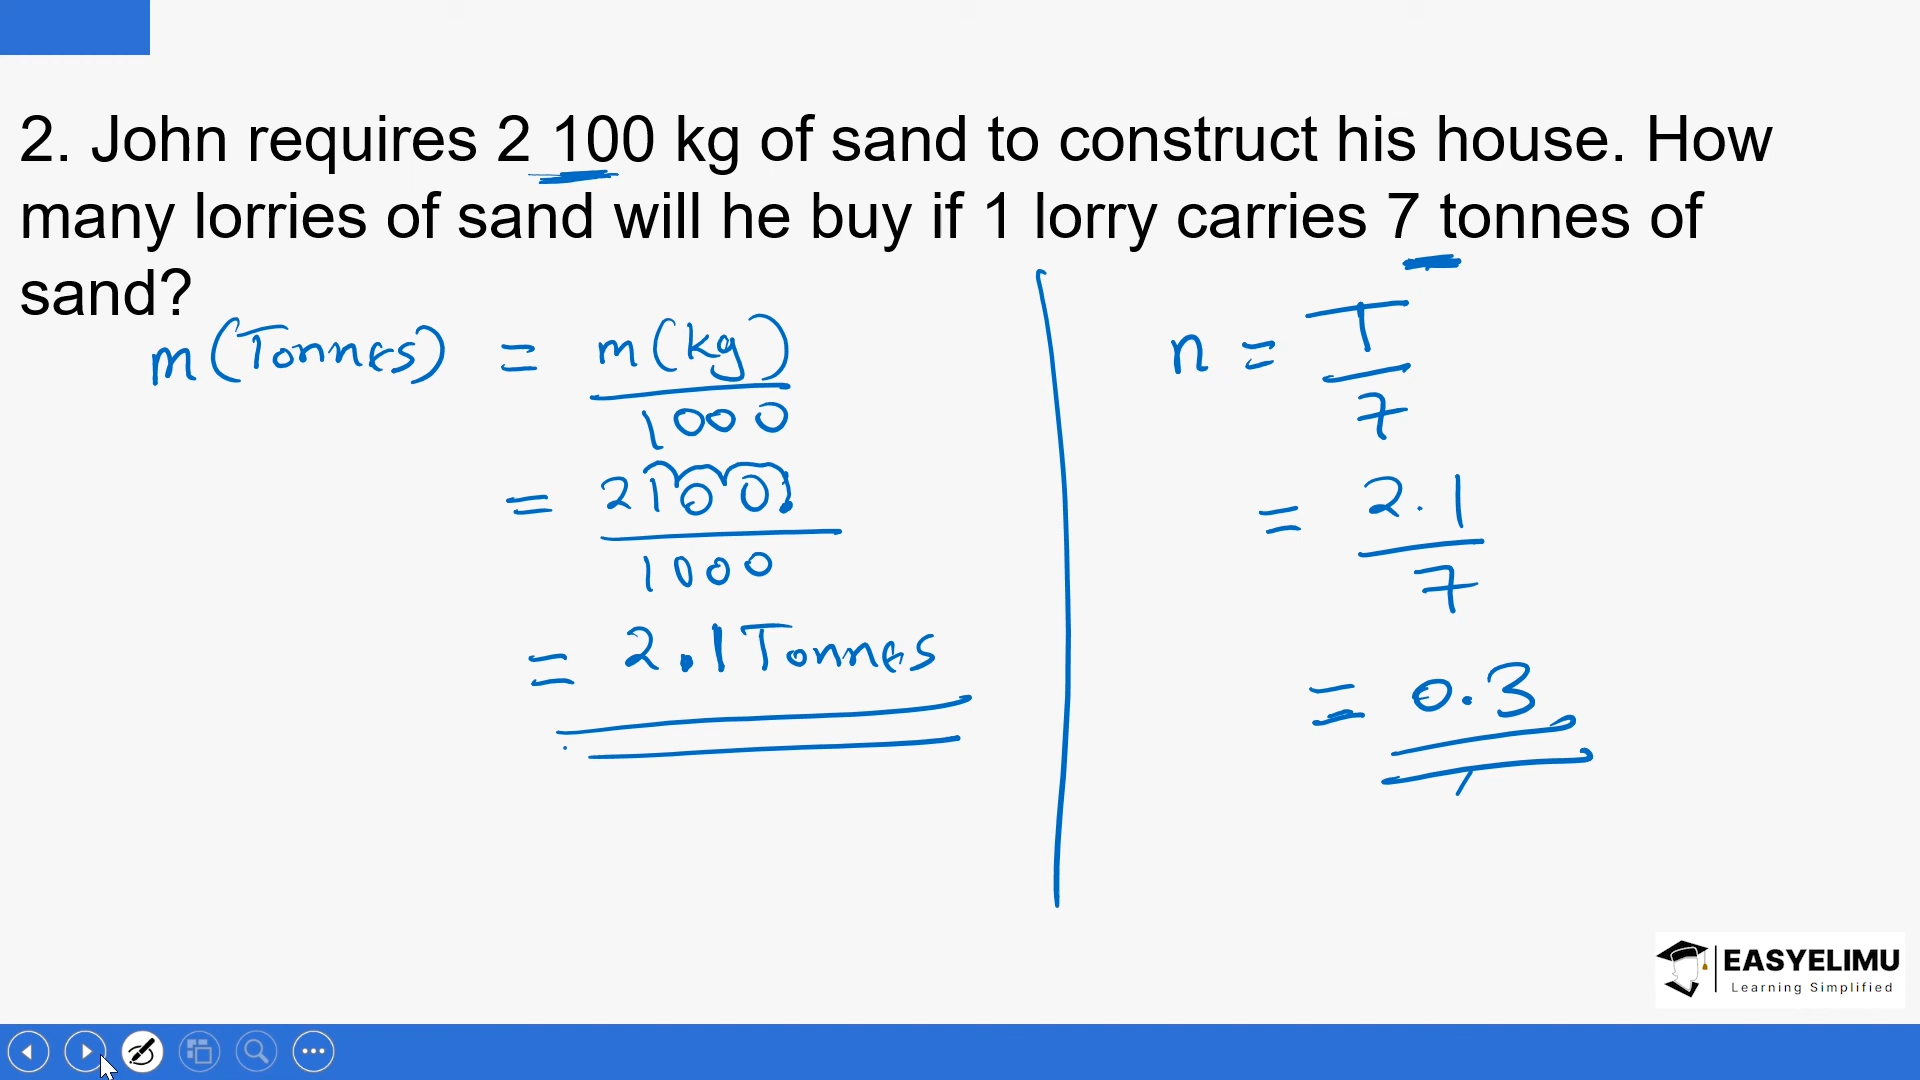 2. John requires 2 100 kg of sand to construct his house. How
many lorries of sand will he buy if 1 lorry carries 7 tonnes of
sand?
m (Tonnes) = m (kg)
1000
= 2100.
1000
= 2.1 Tonnes
n = T
7
= 2.1
7
= 0.3
EASYELIMU
Learning Simplified